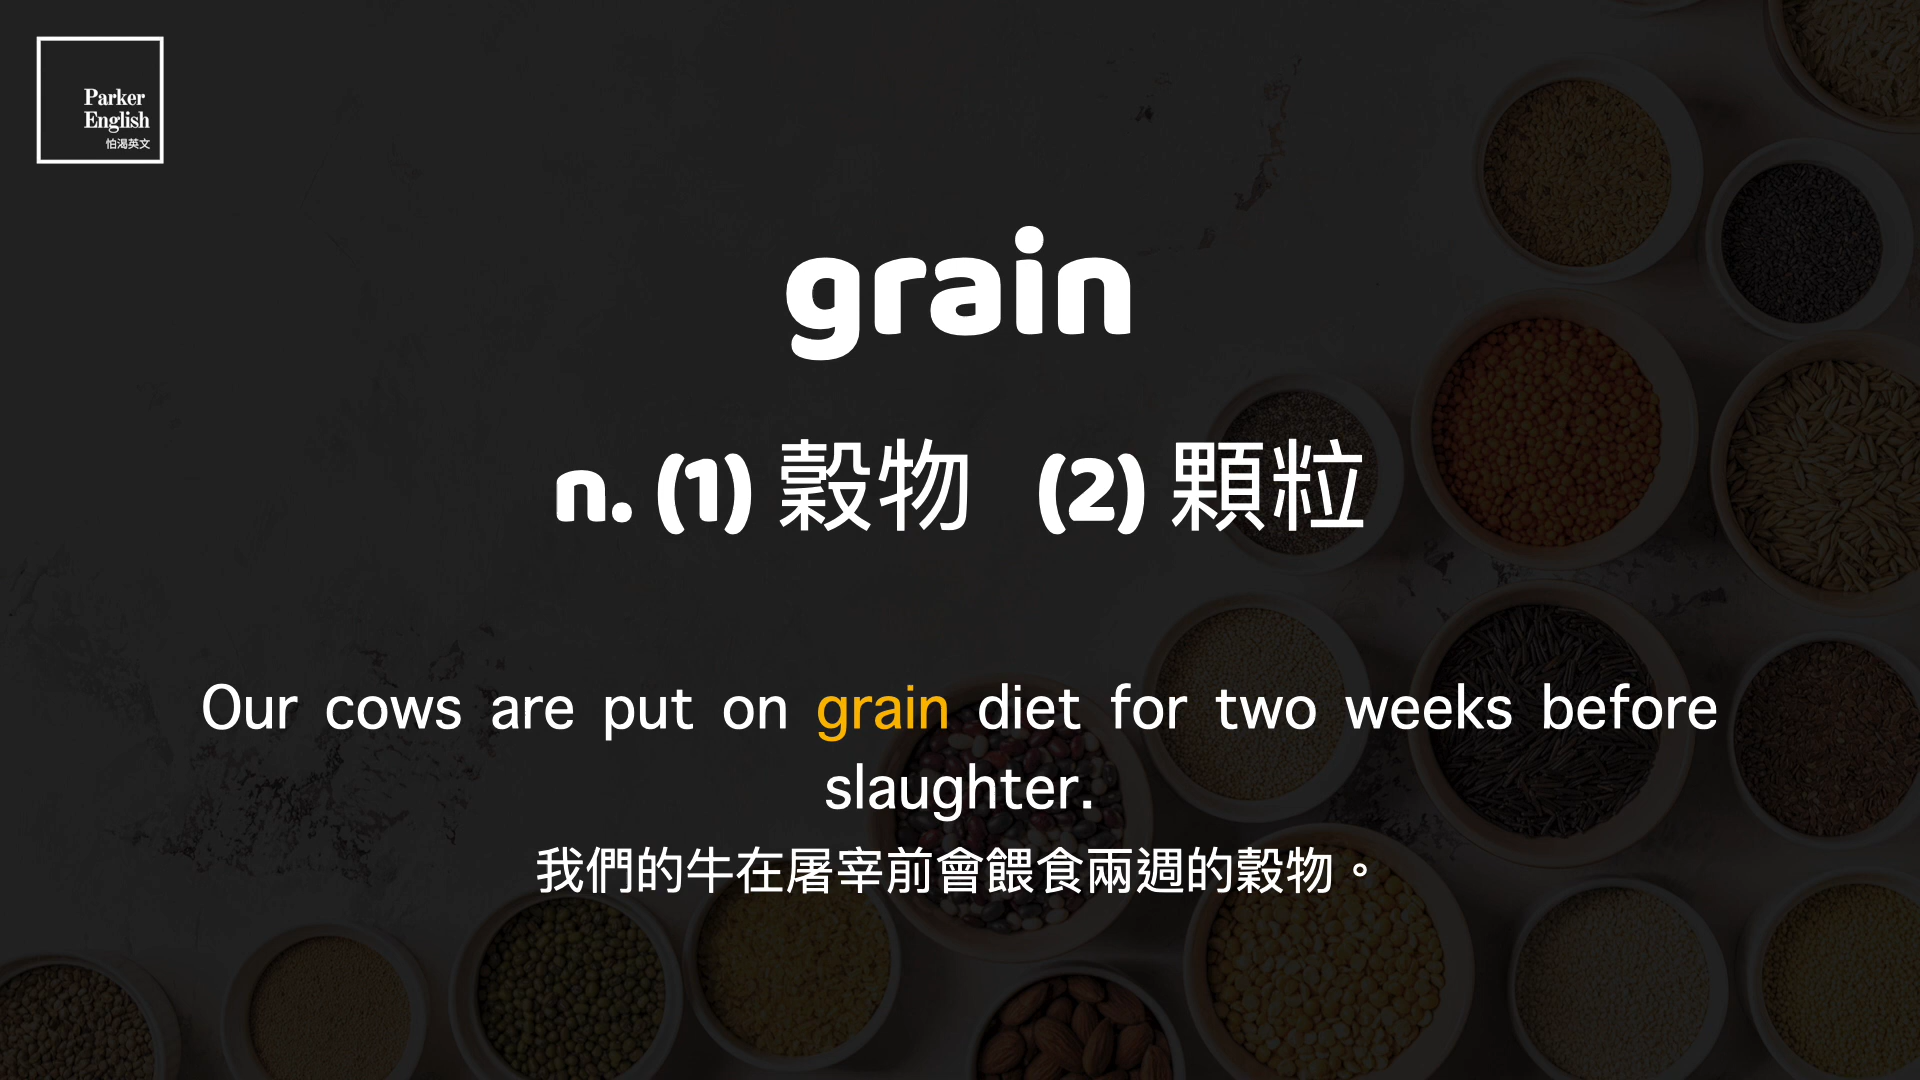 Parker
English
怕渴英文
grain
n. (1) 穀物 (2) 顆粒
Our cows are put on grain diet for two weeks before
slaughter.
我們的牛在屠宰前會餵食兩週的穀物。